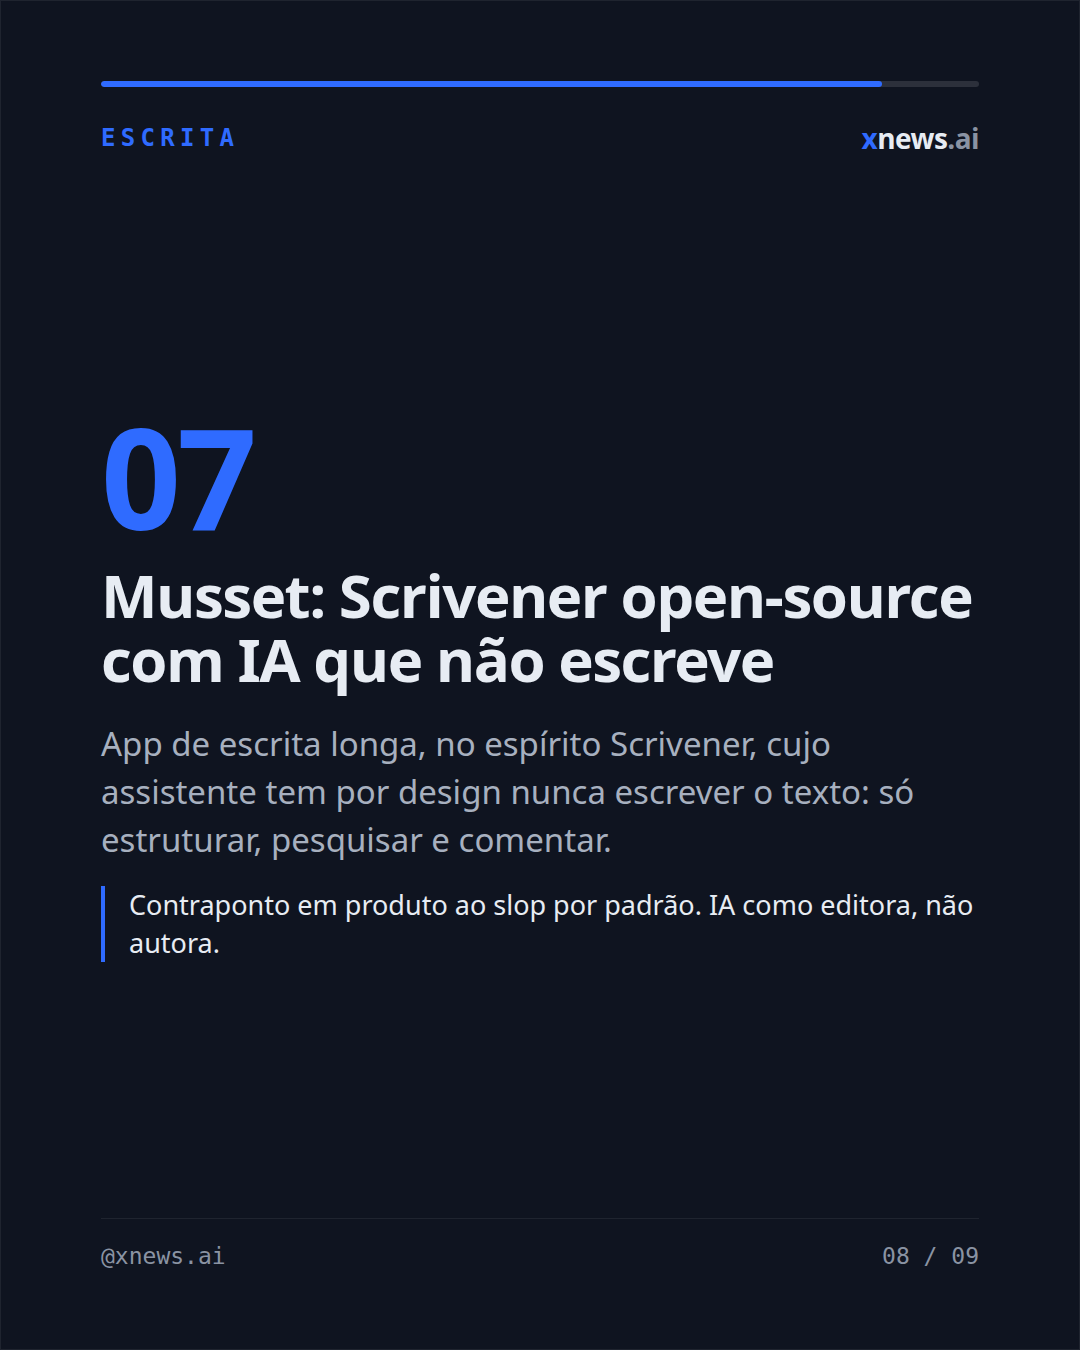 ESCRITA
xnews.ai
07
Musset: Scrivener open-source
com IA que não escreve
App de escrita longa, no espírito Scrivener, cujo
assistente tem por design nunca escrever o texto: só
estruturar, pesquisar e comentar.
Contraponto em produto ao slop por padrão. IA como editora, não
autora.
@xnews.ai
08 / 09